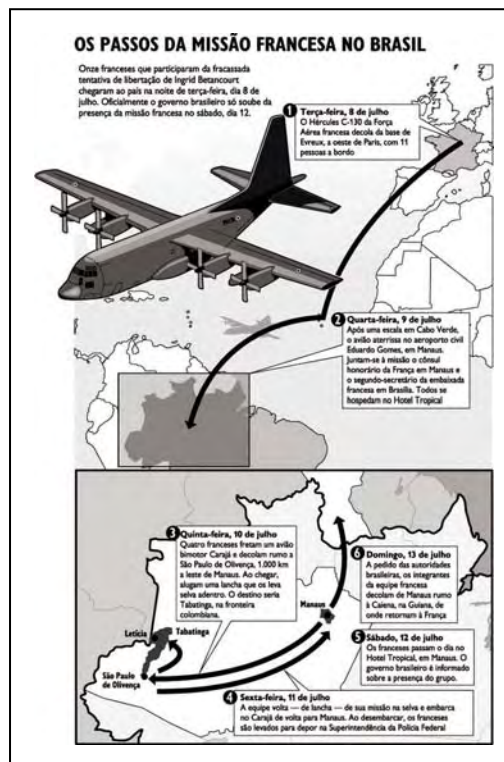 OS PASSOS DA MISSÃO FRANCESA NO BRASIL
Onze franceses que participaram da fracassada
tentativa de libertação de Ingrid Betancourt
chegaram ao país na noite de terça-feira, dia 8 de
julho. Oficialmente o governo brasileiro só soube da
presença da missão francesa no sábado, dia 12.
1 Terça-feira, 8 de julho
O Hércules C-130 da Força
Aérea francesa decola da base de
Evreux, a oeste de Paris, com 11
pessoas a bordo
2 Quarta-feira, 9 de julho
Após uma escala em Cabo Verde,
o avião aterrissa no aeroporto civil
Eduardo Gomes, em Manaus.
Juntam-se à missão o cônsul
honorário da França em Manaus e
o segundo-secretário da embaixada
francesa em Brasília. Todos se
hospedam no Hotel Tropical
3 Quinta-feira, 10 de julho
Quatro franceses fretam um avião
bimotor Carajá e decolam rumo a
São Paulo de Olivença, 1.000 km
a leste de Manaus. Ao chegar,
alugam uma lancha que os leva
selva adentro. O destino seria
Tabatinga, na fronteira
colombiana.
6 Domingo, 13 de julho
A pedido das autoridades
brasileiras, os integrantes
da equipe francesa
decolam de Manaus rumo
à Caiena, na Guiana, de
onde retornam à França
Manaus
Letícia
Tabatinga
5 Sábado, 12 de julho
Os franceses passam o dia no
Hotel Tropical, em Manaus. O
governo brasileiro é informado
sobre a presença do grupo.
São Paulo
de Olivença
4 Sexta-feira, 11 de julho
A equipe volta — de lancha — de sua missão na selva e embarca
no Carajá de volta para Manaus. Ao desembarcar, os franceses
são levados para depor na Superintendência da Polícia Federal